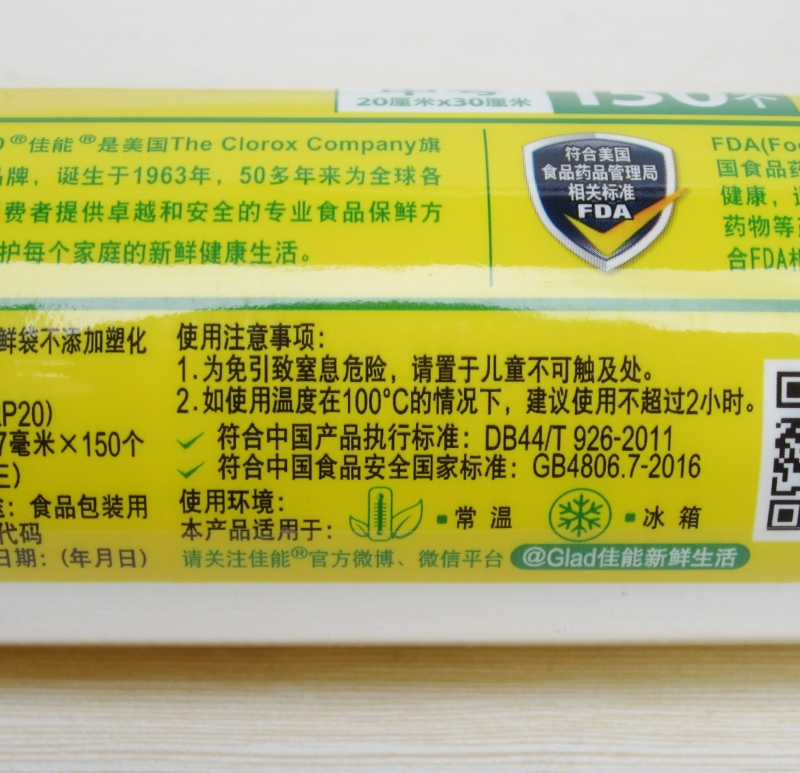 20厘米x30厘米
150个
®佳能®是美国The Clorox Company旗
品牌，诞生于1963年，50多年来为全球各
费者提供卓越和安全的专业食品保鲜方
护每个家庭的新鲜健康生活。
符合美国
食品药品管理局
相关标准
FDA
FDA(Foo
国食品药
健康，
药物等
合FDA相
鲜袋不添加塑化
P20)
7毫米×150个
：食品包装用
代码
日期：(年月日)
使用注意事项：
1.为免引致窒息危险，请置于儿童不可触及处。
2.如使用温度在100°C的情况下，建议使用不超过2小时。
符合中国产品执行标准：DB44/T 926-2011
符合中国食品安全国家标准：GB4806.7-2016
使用环境：
本产品适用于：
▪常 温
▪冰 箱
请关注佳能®官方微博、微信平台 @Glad佳能新鲜生活